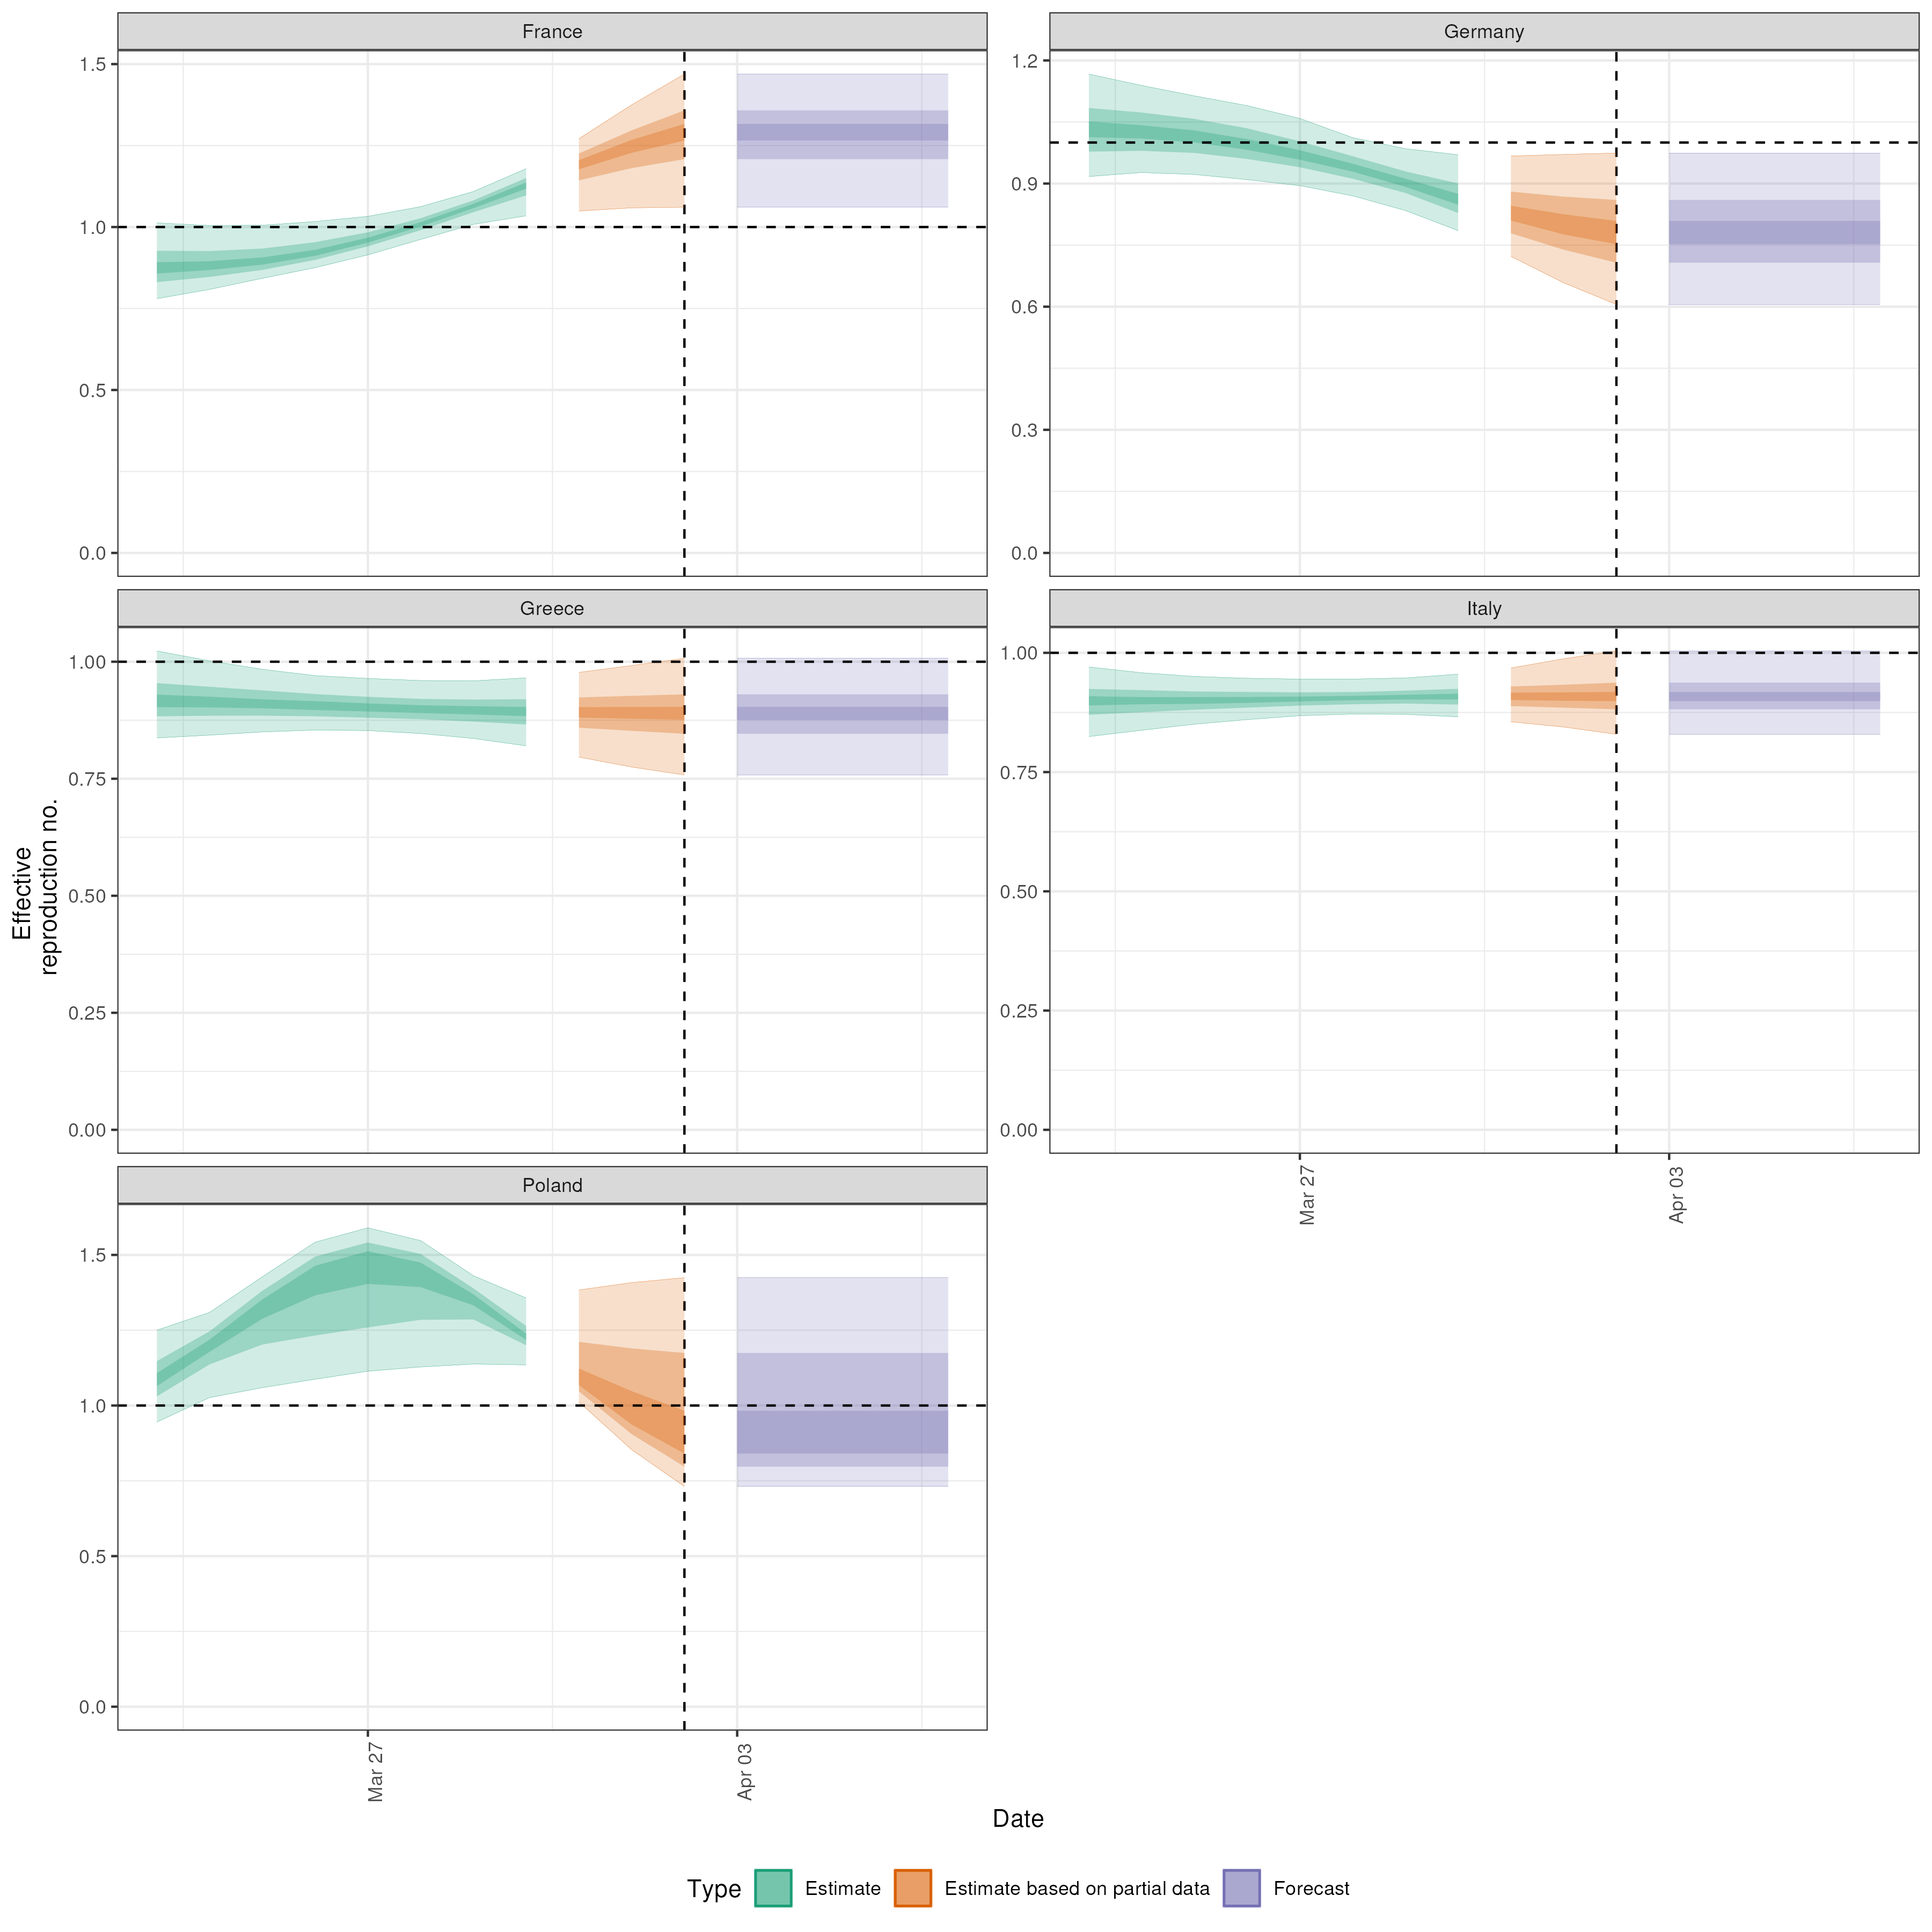 France
Germany
1.5
1.0
0.5
0.0
1.2
0.9
0.6
0.3
0.0
Greece
Italy
1.00
0.75
0.50
0.25
0.00
1.00
0.75
0.50
0.25
0.00
Mar 27
Apr 03
Poland
1.5
1.0
0.5
0.0
Mar 27
Apr 03
Effective
reproduction no.
Date
Type Estimate Estimate based on partial data Forecast